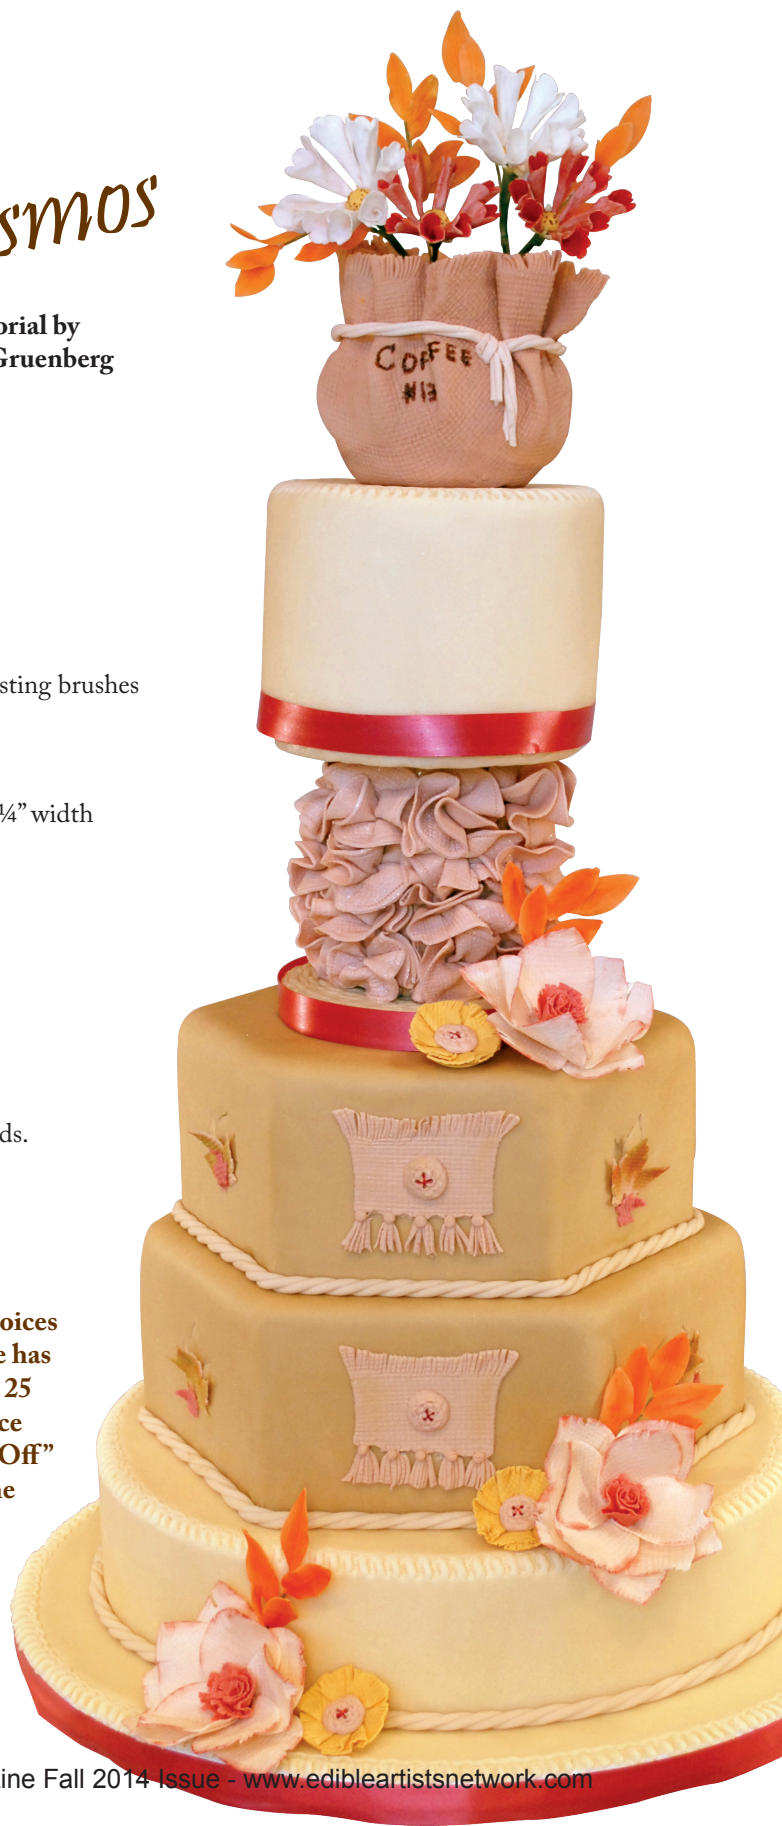 smos
orial by
Gruenberg
COFFEE
#13
sting brushes
¼” width
ds.
oices
e has
25
ce
Off”
ne
ine Fall 2014 Issue - www.edibleartistsnetwork.com